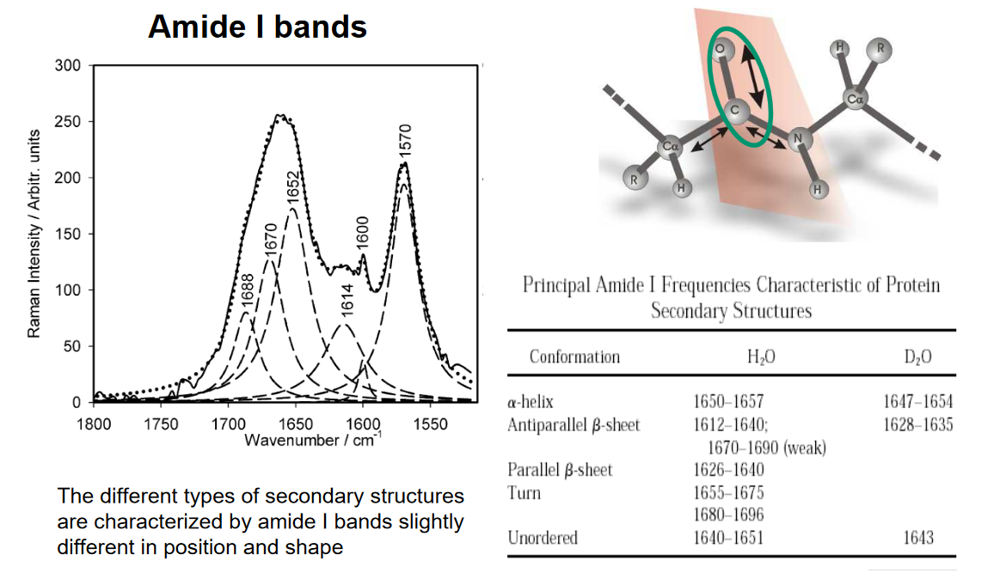 Amide I bands
300
250
200
150
100
50
0
Raman Intensity / Arbitr. units
1688
1670
1652
1614
1600
1570
1800 1750 1700 1650 1600 1550
Wavenumber / cm⁻¹
The different types of secondary structures
are characterized by amide I bands slightly
different in position and shape
O
C
Cα
R
H
N
H
H
R
Cα
Principal Amide I Frequencies Characteristic of Protein
Secondary Structures
Conformation H₂O D₂O
α-helix 1650–1657 1647–1654
Antiparallel β-sheet 1612–1640; 1628–1635
1670–1690 (weak)
Parallel β-sheet 1626–1640
Turn 1655–1675
1680–1696
Unordered 1640–1651 1643